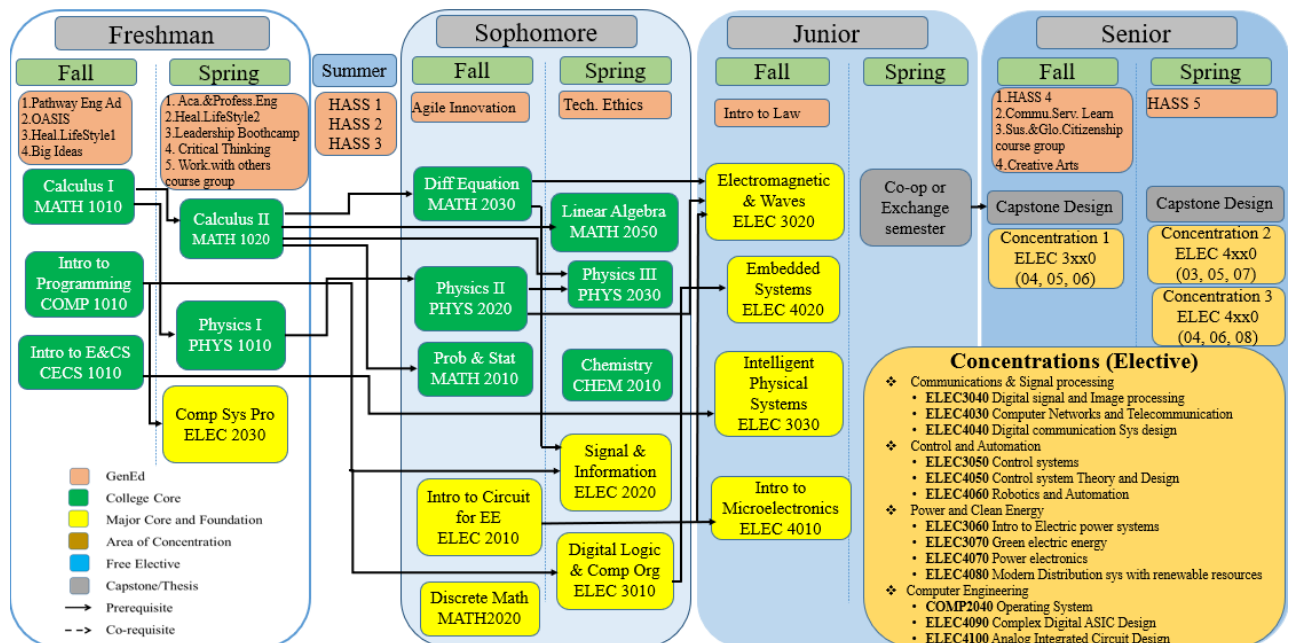 Freshman
Fall
Spring
1.Pathway Eng Ad
2.OASIS
3.Heal.LifeStyle1
4.Big Ideas
1. Aca.&Profess.Eng
2.Heal.LifeStyle2
3.Leadership Boothcamp
4. Critical Thinking
5. Work.with others
course group
Calculus I
MATH 1010
Calculus II
MATH 1020
Intro to
Programming
COMP 1010
Physics I
PHYS 1010
Intro to E&CS
CECS 1010
Comp Sys Pro
ELEC 2030
GenEd
College Core
Major Core and Foundation
Area of Concentration
Free Elective
Capstone/Thesis
Prerequisite
Co-requisite
Summer
HASS 1
HASS 2
HASS 3
Sophomore
Fall
Spring
Agile Innovation
Tech. Ethics
Diff Equation
MATH 2030
Linear Algebra
MATH 2050
Physics II
PHYS 2020
Physics III
PHYS 2030
Prob & Stat
MATH 2010
Chemistry
CHEM 2010
Signal &
Information
ELEC 2020
Intro to Circuit
for EE
ELEC 2010
Digital Logic
& Comp Org
ELEC 3010
Discrete Math
MATH2020
Junior
Fall
Spring
Intro to Law
Electromagnetic
& Waves
ELEC 3020
Co-op or
Exchange
semester
Embedded
Systems
ELEC 4020
Intelligent
Physical
Systems
ELEC 3030
Intro to
Microelectronics
ELEC 4010
Senior
Fall
Spring
1.HASS 4
2.Commu.Serv. Learn
3.Sus.&Glo.Citizenship
course group
4.Creative Arts
HASS 5
Capstone Design
Capstone Design
Concentration 1
ELEC 3xx0
(04, 05, 06)
Concentration 2
ELEC 4xx0
(03, 05, 07)
Concentration 3
ELEC 4xx0
(04, 06, 08)
Concentrations (Elective)
❖ Communications & Signal processing
• ELEC3040 Digital signal and Image processing
• ELEC4030 Computer Networks and Telecommunication
• ELEC4040 Digital communication Sys design
❖ Control and Automation
• ELEC3050 Control systems
• ELEC4050 Control system Theory and Design
• ELEC4060 Robotics and Automation
❖ Power and Clean Energy
• ELEC3060 Intro to Electric power systems
• ELEC3070 Green electric energy
• ELEC4070 Power electronics
• ELEC4080 Modern Distribution sys with renewable resources
❖ Computer Engineering
• COMP2040 Operating System
• ELEC4090 Complex Digital ASIC Design
• ELEC4100 Analog Integrated Circuit Design